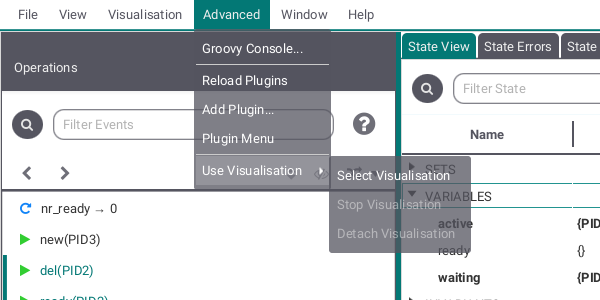 File View Visualisation Advanced Window Help
Groovy Console...
Reload Plugins
Add Plugin...
Plugin Menu
Use Visualisation
Select Visualisation
Stop Visualisation
Detach Visualisation
Operations
Filter Events
nr_ready → 0
new(PID3)
del(PID2)
ready(PID2)
State View State Errors State
Filter State
Name
SETS
VARIABLES
active {PID
ready {}
waiting {PID